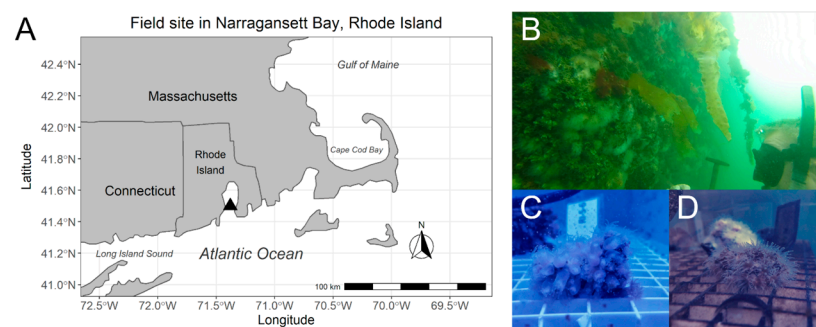 A
Field site in Narragansett Bay, Rhode Island
B
42.4°N
42.2°N
42.0°N
41.8°N
41.6°N
41.4°N
41.2°N
41.0°N
Latitude
Gulf of Maine
Massachusetts
Cape Cod Bay
Rhode
Island
Connecticut
Long Island Sound
Atlantic Ocean
N
100 km
72.5°W
72.0°W
71.5°W
71.0°W
70.5°W
70.0°W
69.5°W
Longitude
C
D